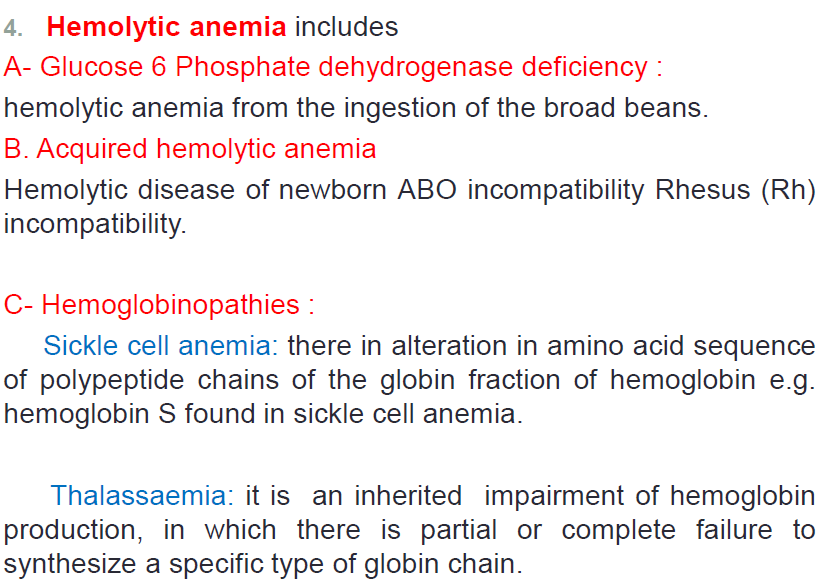 4. Hemolytic anemia includes
A- Glucose 6 Phosphate dehydrogenase deficiency :
hemolytic anemia from the ingestion of the broad beans.
B. Acquired hemolytic anemia
Hemolytic disease of newborn ABO incompatibility Rhesus (Rh)
incompatibility.
C- Hemoglobinopathies :
Sickle cell anemia: there in alteration in amino acid sequence
of polypeptide chains of the globin fraction of hemoglobin e.g.
hemoglobin S found in sickle cell anemia.
Thalassaemia: it is an inherited impairment of hemoglobin
production, in which there is partial or complete failure to
synthesize a specific type of globin chain.